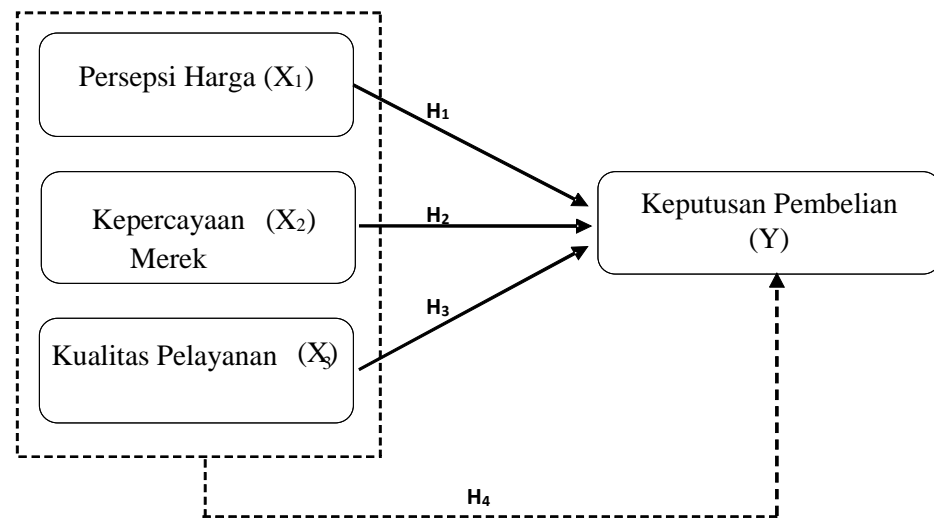 Persepsi Harga (X1)
H1
Kepercayaan (X2)
Merek
H2
Keputusan Pembelian
(Y)
H3
Kualitas Pelayanan (X3)
H4